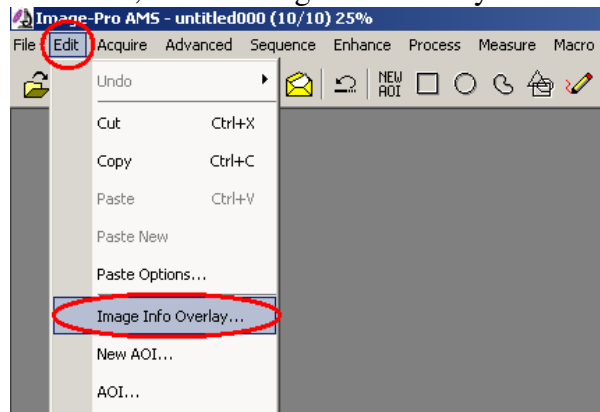 Image-Pro AMS - untitled000 (10/10) 25%
File Edit Acquire Advanced Sequence Enhance Process Measure Macro
NEW
AOI
Undo
Cut Ctrl+X
Copy Ctrl+C
Paste Ctrl+V
Paste New
Paste Options...
Image Info Overlay...
New AOI...
AOI...